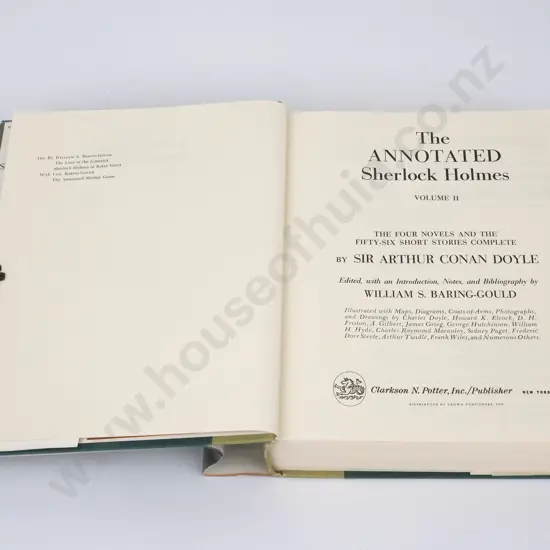 Also By William S. Baring-Gould
The Lure of the Limerick
Sherlock Holmes of Baker Street
With Ceil Baring-Gould
The Annotated Mother Goose
The
ANNOTATED
Sherlock Holmes
VOLUME II
THE FOUR NOVELS AND THE
FIFTY-SIX SHORT STORIES COMPLETE
BY SIR ARTHUR CONAN DOYLE
Edited, with an Introduction, Notes, and Bibliography by
WILLIAM S. BARING-GOULD
Illustrated with Maps, Diagrams, Coats-of-Arms, Photographs,
and Drawings by Charles Doyle, Howard K. Elcock, D. H.
Friston, A. Gilbert, James Greig, George Hutchinson, William
H. Hyde, Charles Raymond Macauley, Sidney Paget, Frederic
Dorr Steele, Arthur Twidle, Frank Wiles, and Numerous Others
Clarkson N. Potter, Inc./Publisher NEW YORK
DISTRIBUTED BY CROWN PUBLISHERS, INC.
www.houseofhuia.co.nz